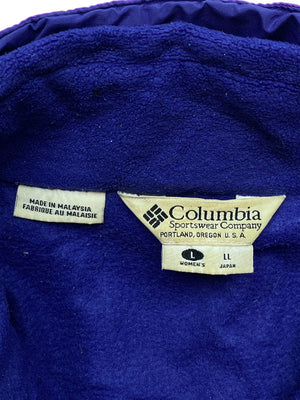 MADE IN MALAYSIA
FABRIQUE AU MALAISIE
Columbia
Sportswear Company
PORTLAND, OREGON U.S.A.
L LL
WOMEN'S JAPAN